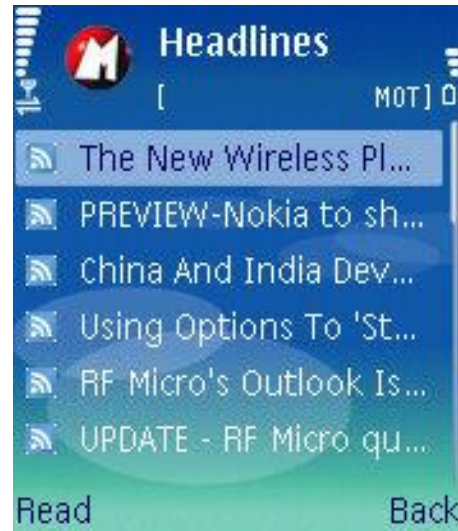 Headlines
[ MOT]
The New Wireless Pl...
PREVIEW-Nokia to sh...
China And India Dev...
Using Options To 'St...
RF Micro's Outlook Is...
UPDATE - RF Micro qu...
Read Back